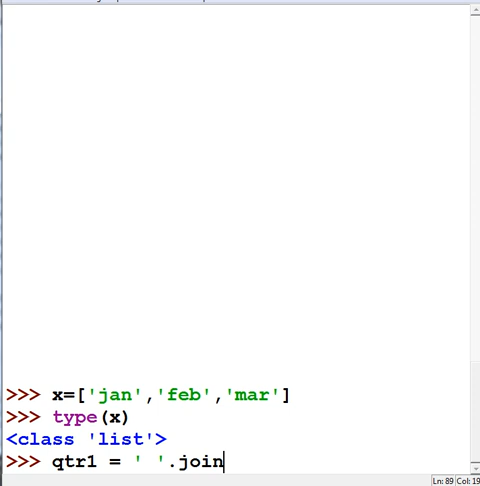 >>> x=['jan','feb','mar']
>>> type(x)
<class 'list'>
>>> qtr1 = ' '.join
Ln: 89 Col: 19